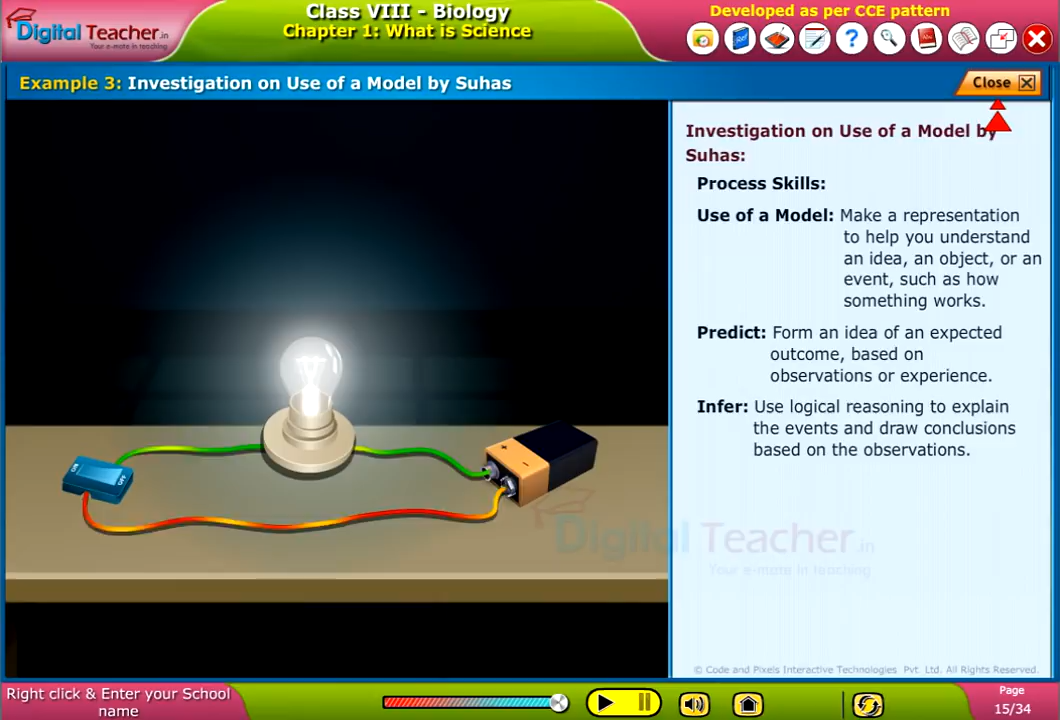 Digital Teacher.in
Your e-mate in teaching
Class VIII - Biology
Chapter 1: What is Science
Developed as per CCE pattern
Example 3: Investigation on Use of a Model by Suhas
Close
Investigation on Use of a Model by
Suhas:
Process Skills:
Use of a Model: Make a representation
to help you understand
an idea, an object, or an
event, such as how
something works.
Predict: Form an idea of an expected
outcome, based on
observations or experience.
Infer: Use logical reasoning to explain
the events and draw conclusions
based on the observations.
ON
OFF
+
-
Digital Teacher.in
Your e-mate in teaching
© Code and Pixels Interactive Technologies Pvt. Ltd. All Rights Reserved.
Right click & Enter your School
name
Page
15/34